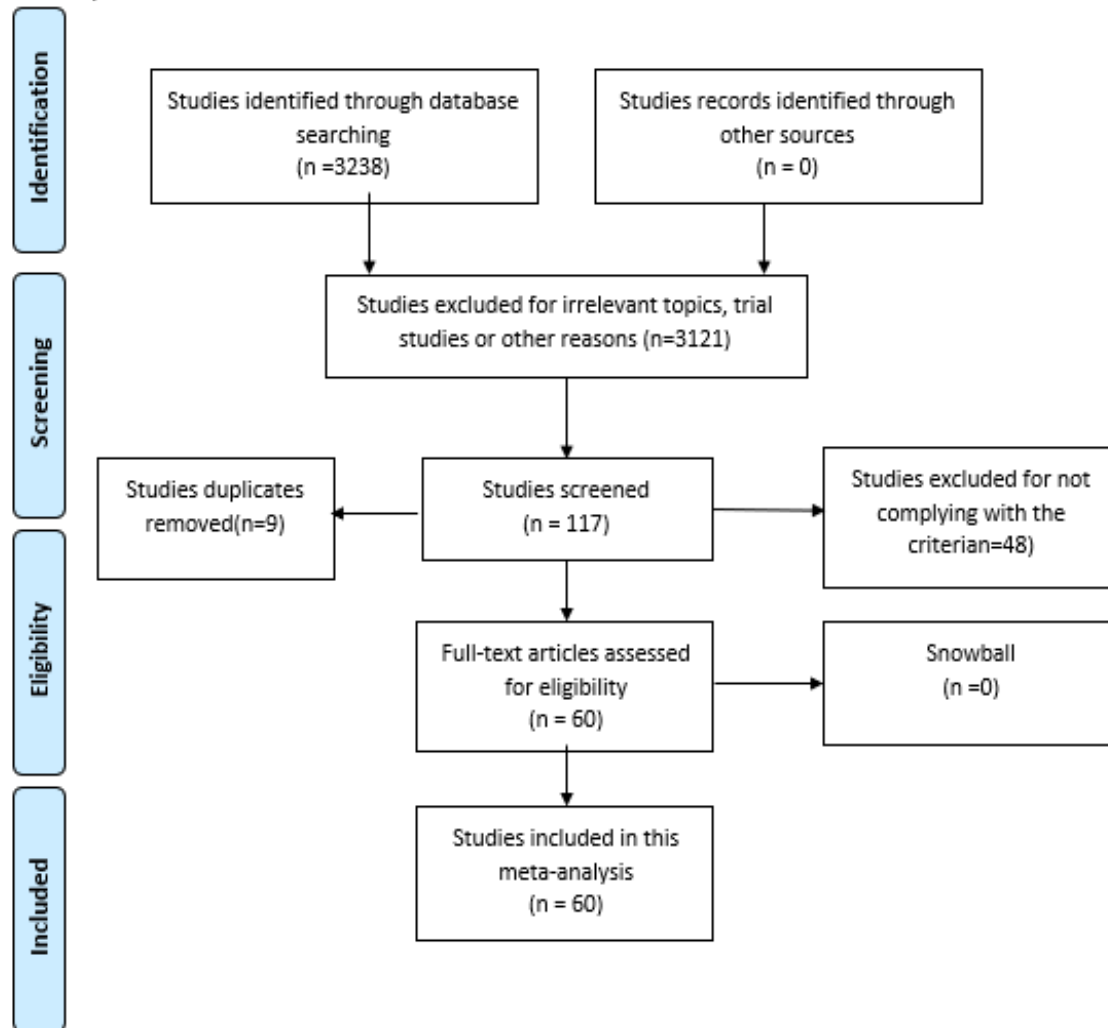 Identification
Studies identified through database
searching
(n =3238)
Studies records identified through
other sources
(n = 0)
Screening
Studies excluded for irrelevant topics, trial
studies or other reasons (n=3121)
Studies duplicates
removed(n=9)
Studies screened
(n = 117)
Studies excluded for not
complying with the
criterian=48)
Eligibility
Full-text articles assessed
for eligibility
(n = 60)
Snowball
(n =0)
Included
Studies included in this
meta-analysis
(n = 60)